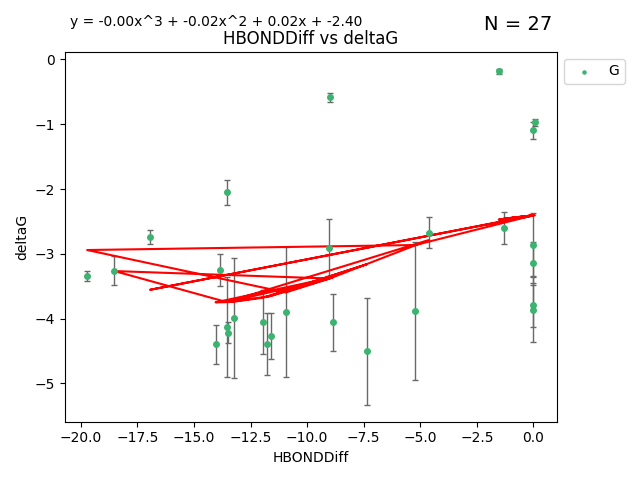 y = -0.00x^3 + -0.02x^2 + 0.02x + -2.40
N = 27
HBONDDiff vs deltaG
G
deltaG
0
−1
−2
−3
−4
−5
−20.0 −17.5 −15.0 −12.5 −10.0 −7.5 −5.0 −2.5 0.0
HBONDDiff